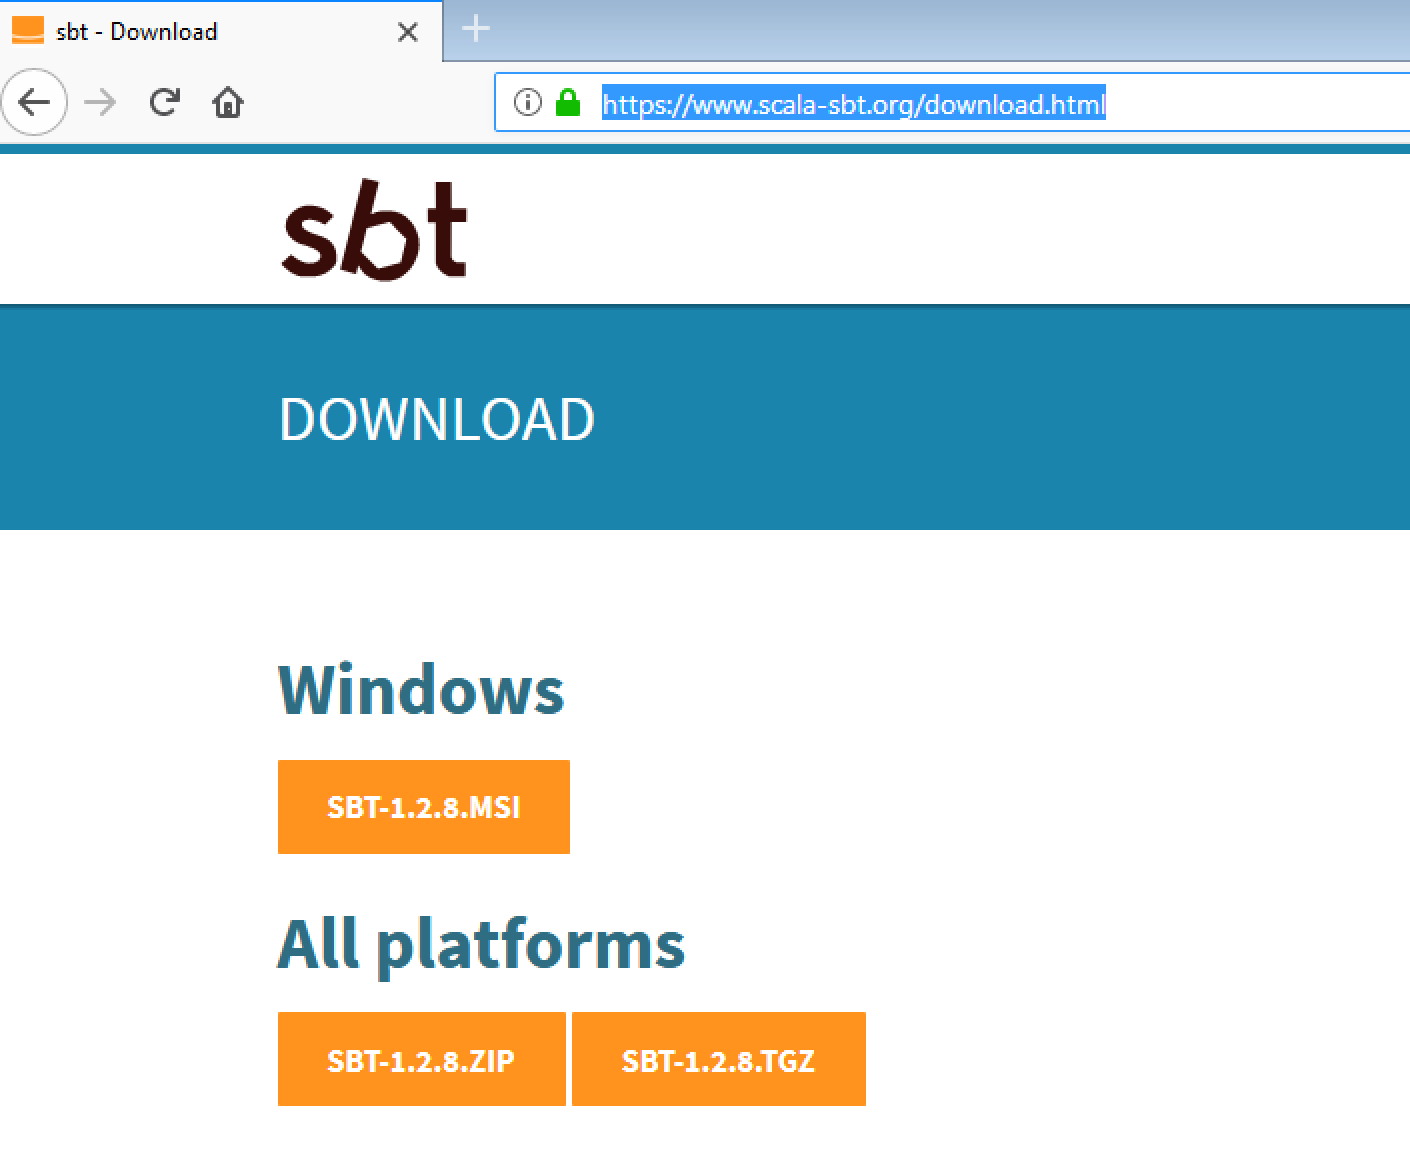 sbt - Download
https://www.scala-sbt.org/download.html
sbt
DOWNLOAD
Windows
SBT-1.2.8.MSI
All platforms
SBT-1.2.8.ZIP SBT-1.2.8.TGZ